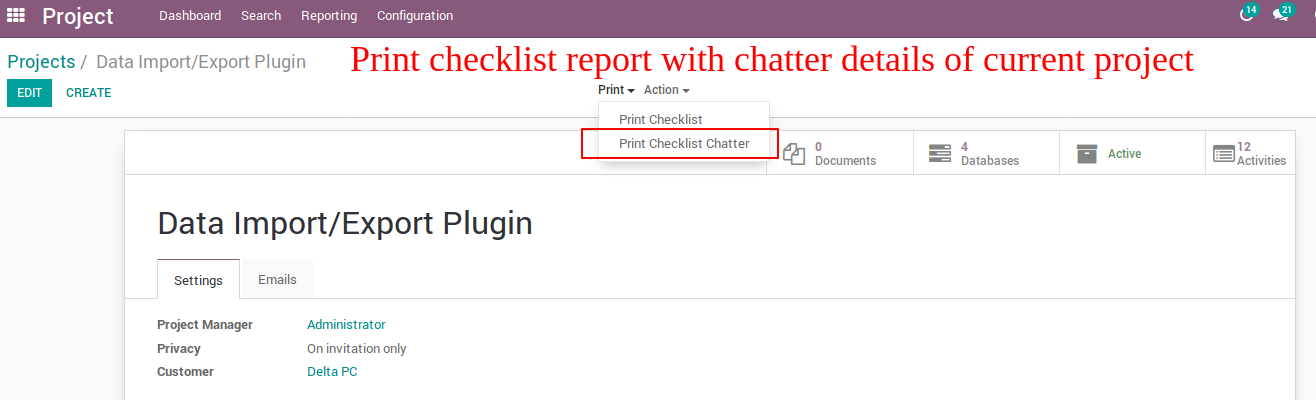 Project Dashboard Search Reporting Configuration 14 21
Projects / Data Import/Export Plugin
Print checklist report with chatter details of current project
EDIT CREATE Print Action
Print Checklist
Print Checklist Chatter
0 Documents
4 Databases
Active
12 Activities
Data Import/Export Plugin
Settings Emails
Project Manager Administrator
Privacy On invitation only
Customer Delta PC